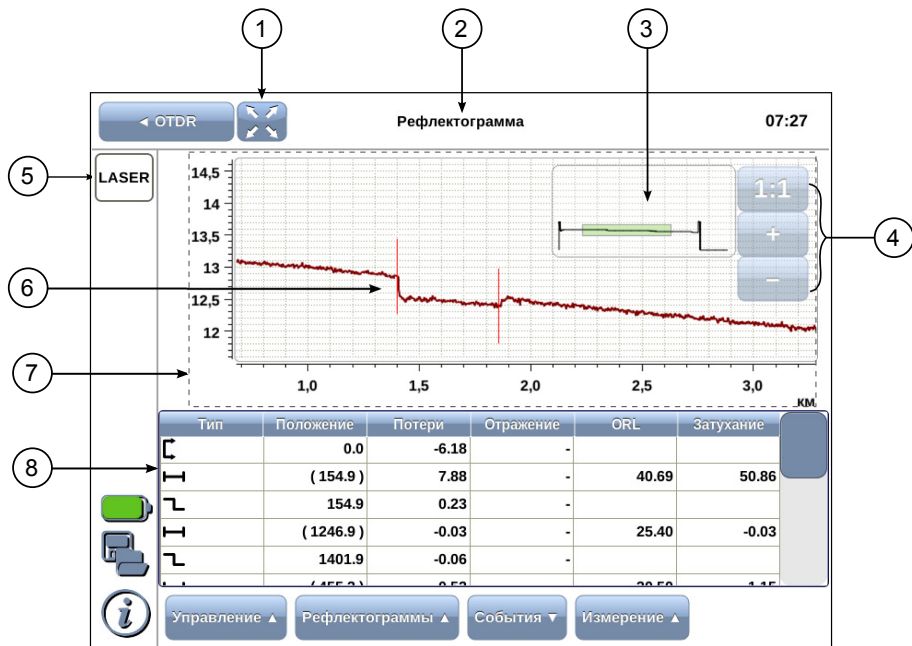 1
2
3
◄ OTDR
Рефлектограмма
07:27
5
LASER
14,5
14
13,5
13
12,5
12
1:1
+
−
4
6
7
1,0
1,5
2,0
2,5
3,0
км
8
Тип Положение Потери Отражение ORL Затухание
0.0 -6.18 -
( 154.9 ) 7.88 - 40.69 50.86
154.9 0.23 -
( 1246.9 ) -0.03 - 25.40 -0.03
1401.9 -0.06 -
i
Управление ▲
Рефлектограммы ▲
События ▼
Измерение ▲